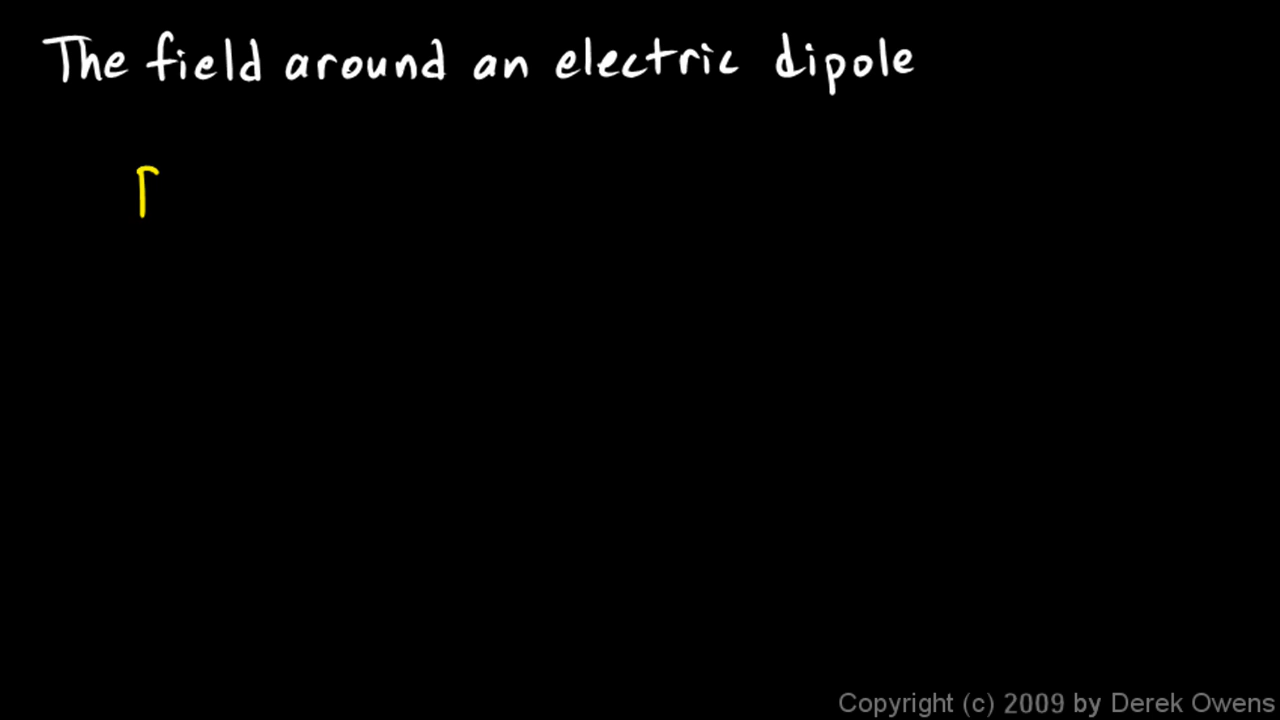 The field around an electric dipole
Copyright (c) 2009 by Derek Owens